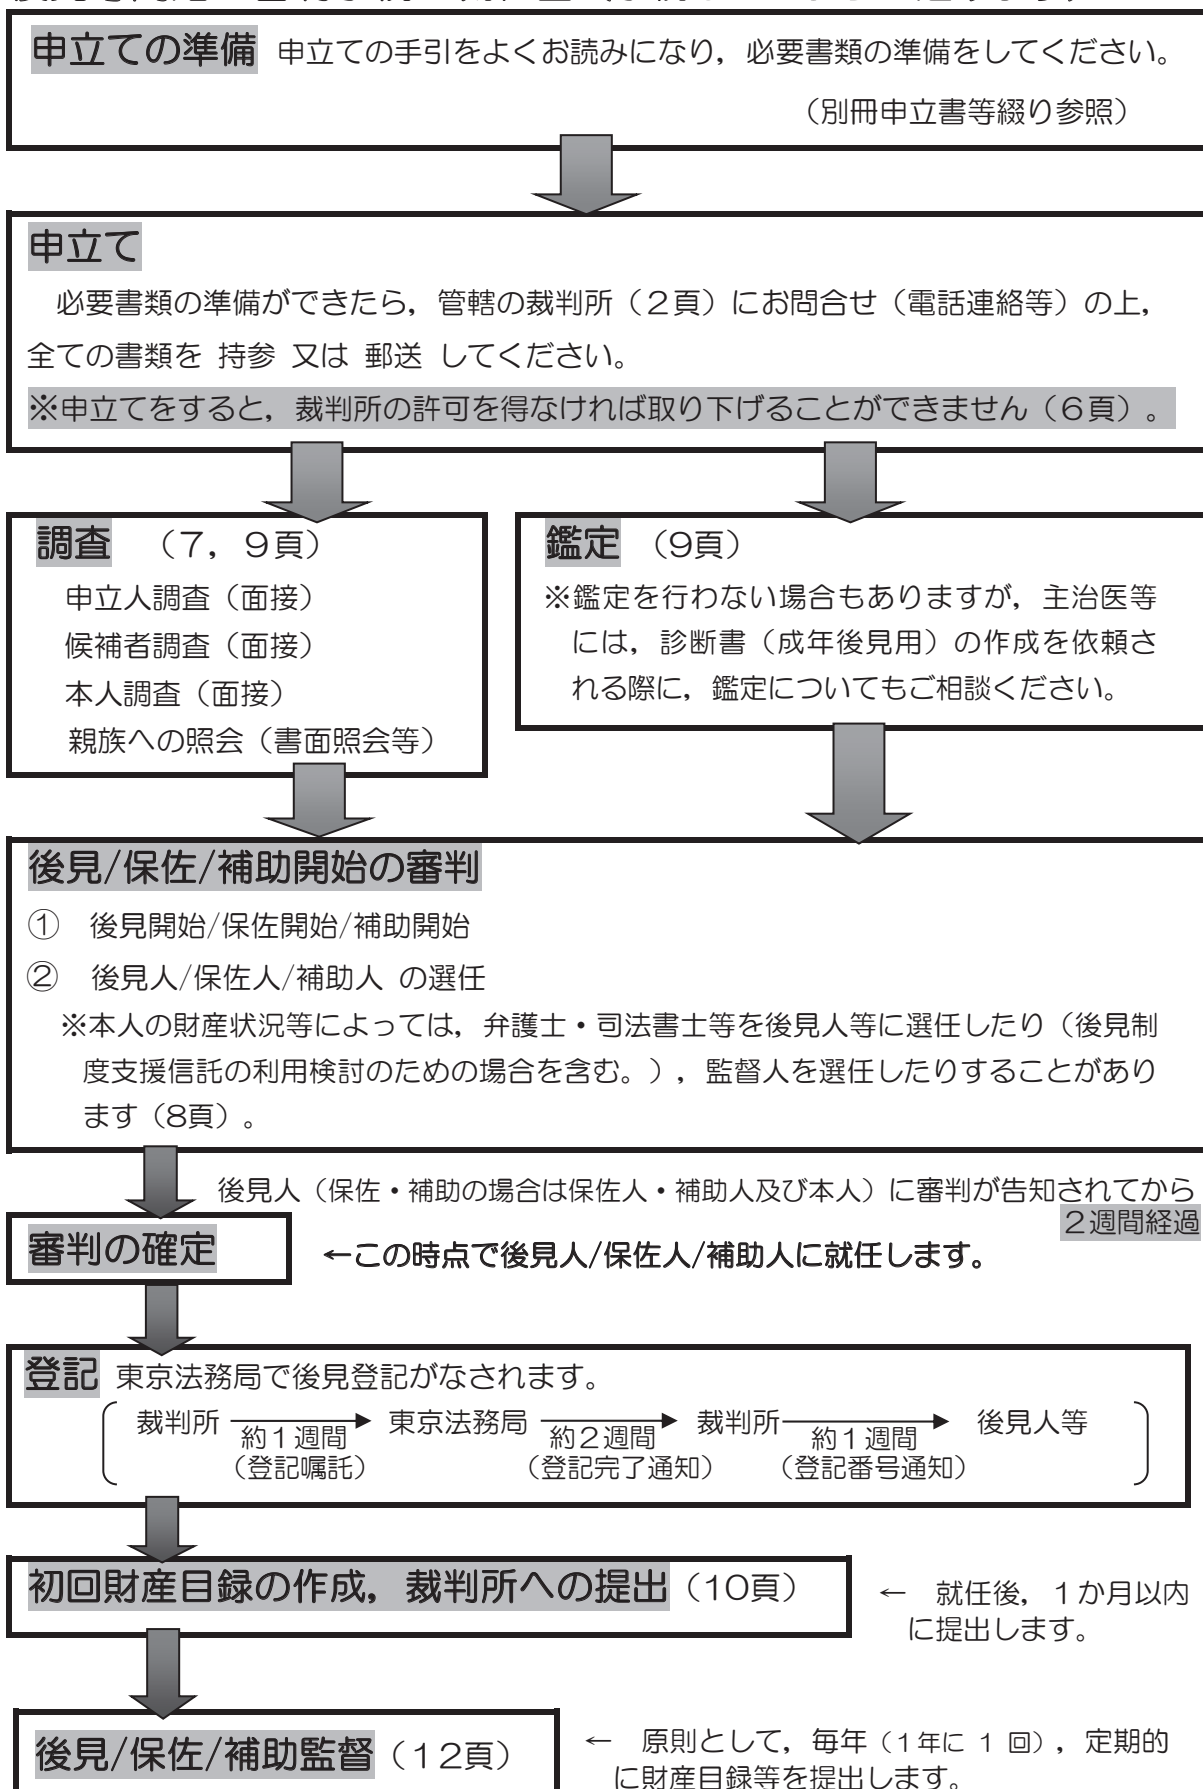 申立ての準備 申立ての手引をよくお読みになり，必要書類の準備をしてください。
（別冊申立書等綴り参照）
申立て
必要書類の準備ができたら，管轄の裁判所（２頁）にお問合せ（電話連絡等）の上，
全ての書類を 持参 又は 郵送 してください。
※申立てをすると，裁判所の許可を得なければ取り下げることができません（６頁）。
調査 （７，９頁）
申立人調査（面接）
候補者調査（面接）
本人調査（面接）
親族への照会（書面照会等）
鑑定（９頁）
※鑑定を行わない場合もありますが，主治医等
には，診断書（成年後見用）の作成を依頼さ
れる際に，鑑定についてもご相談ください。
後見/保佐/補助開始の審判
① 後見開始/保佐開始/補助開始
② 後見人/保佐人/補助人 の選任
※本人の財産状況等によっては，弁護士・司法書士等を後見人等に選任したり（後見制
度支援信託の利用検討のための場合を含む。），監督人を選任したりすることがあり
ます（８頁）。
後見人（保佐・補助の場合は保佐人・補助人及び本人）に審判が告知されてから
２週間経過
審判の確定 ←この時点で後見人/保佐人/補助人に就任します。
登記 東京法務局で後見登記がなされます。
裁判所 東京法務局 裁判所 後見人等
約１週間 約２週間 約１週間
（登記嘱託） （登記完了通知） （登記番号通知）
初回財産目録の作成，裁判所への提出（１０頁）
← 就任後，１か月以内
に提出します。
後見/保佐/補助監督（１２頁）
← 原則として，毎年（１年に １ 回），定期的
に財産目録等を提出します。